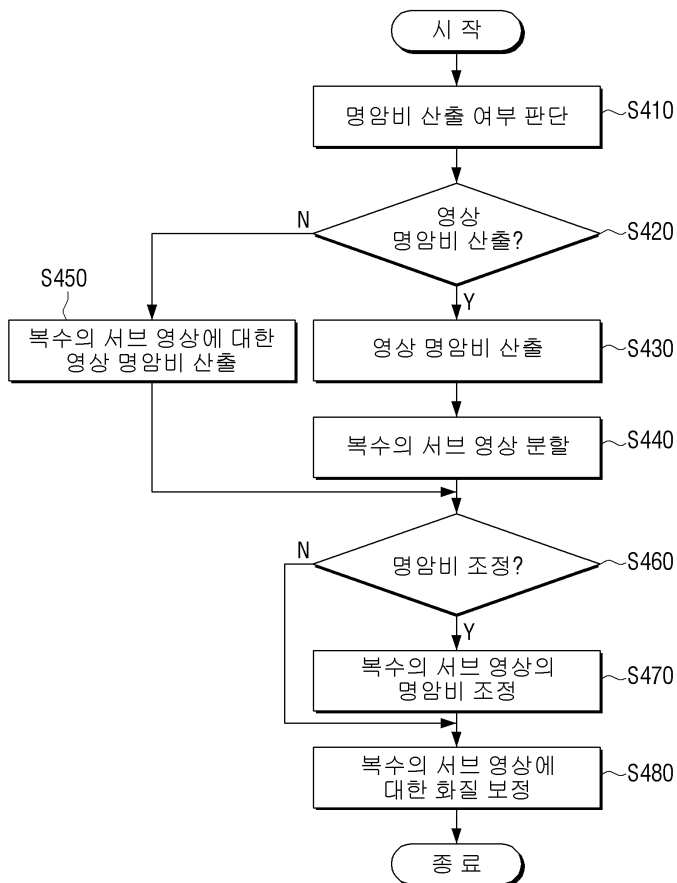 시 작
명암비 산출 여부 판단
S410
영상
명암비 산출?
S420
N
Y
S450
복수의 서브 영상에 대한
영상 명암비 산출
영상 명암비 산출
S430
복수의 서브 영상 분할
S440
명암비 조정?
S460
N
Y
복수의 서브 영상의
명암비 조정
S470
복수의 서브 영상에
대한 화질 보정
S480
종 료